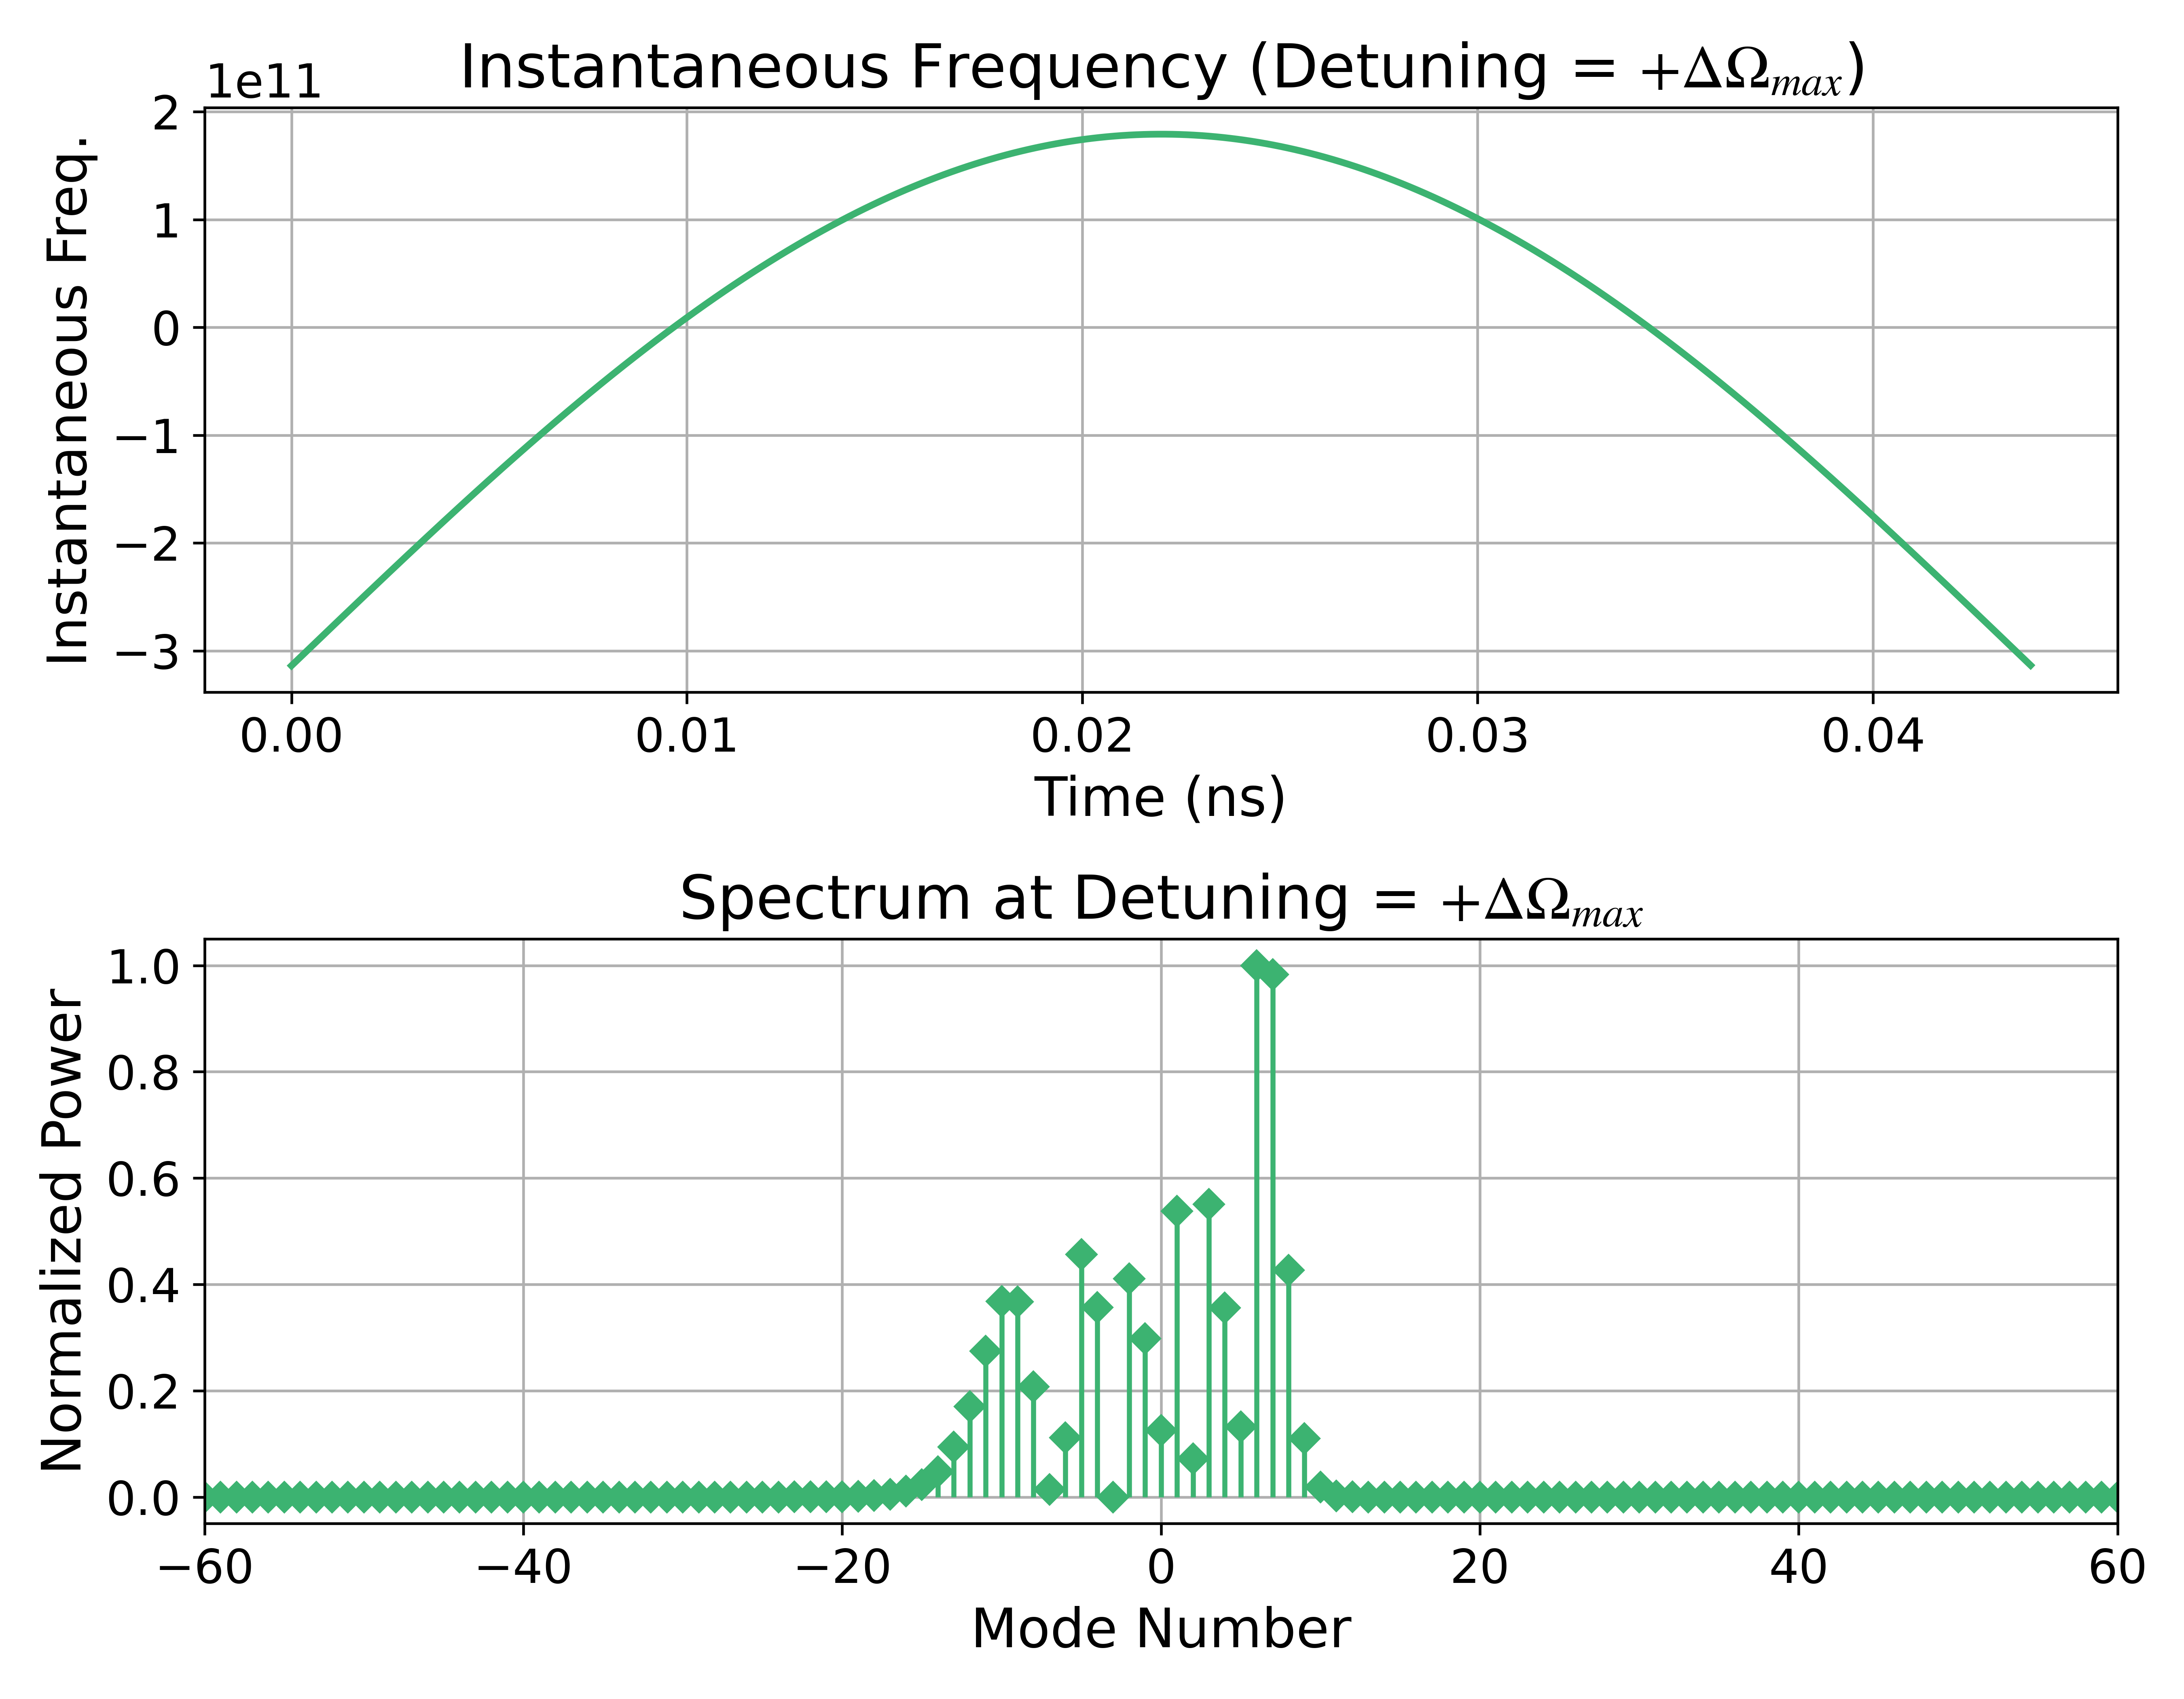 Instantaneous Frequency (Detuning = +ΔΩ_max)
1e11
Instantaneous Freq.
2
1
0
−1
−2
−3
0.00 0.01 0.02 0.03 0.04
Time (ns)
Spectrum at Detuning = +ΔΩ_max
Normalized Power
1.0
0.8
0.6
0.4
0.2
0.0
−60 −40 −20 0 20 40 60
Mode Number